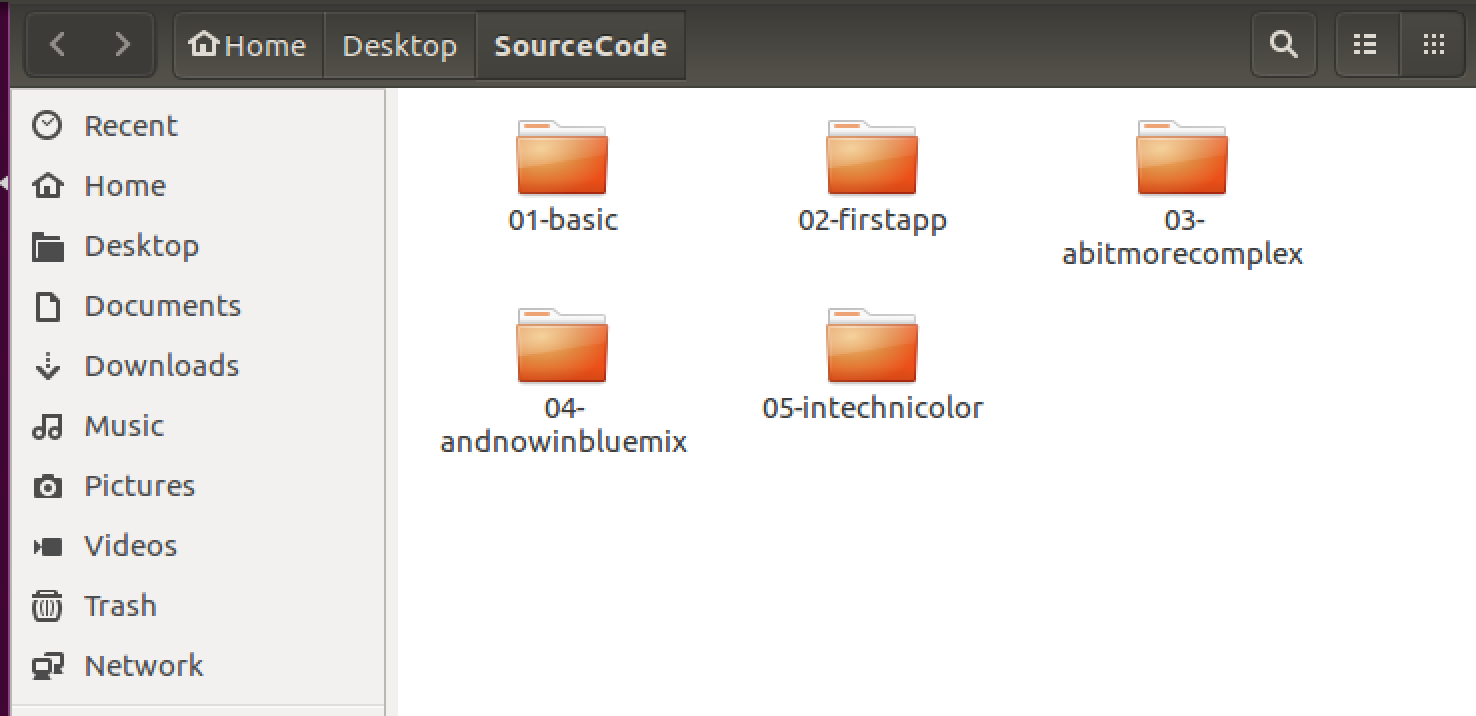 Home Desktop SourceCode
Recent
Home
Desktop
Documents
Downloads
Music
Pictures
Videos
Trash
Network
01-basic
02-firstapp
03-
abitmorecomplex
04-
andnowinbluemix
05-intechnicolor